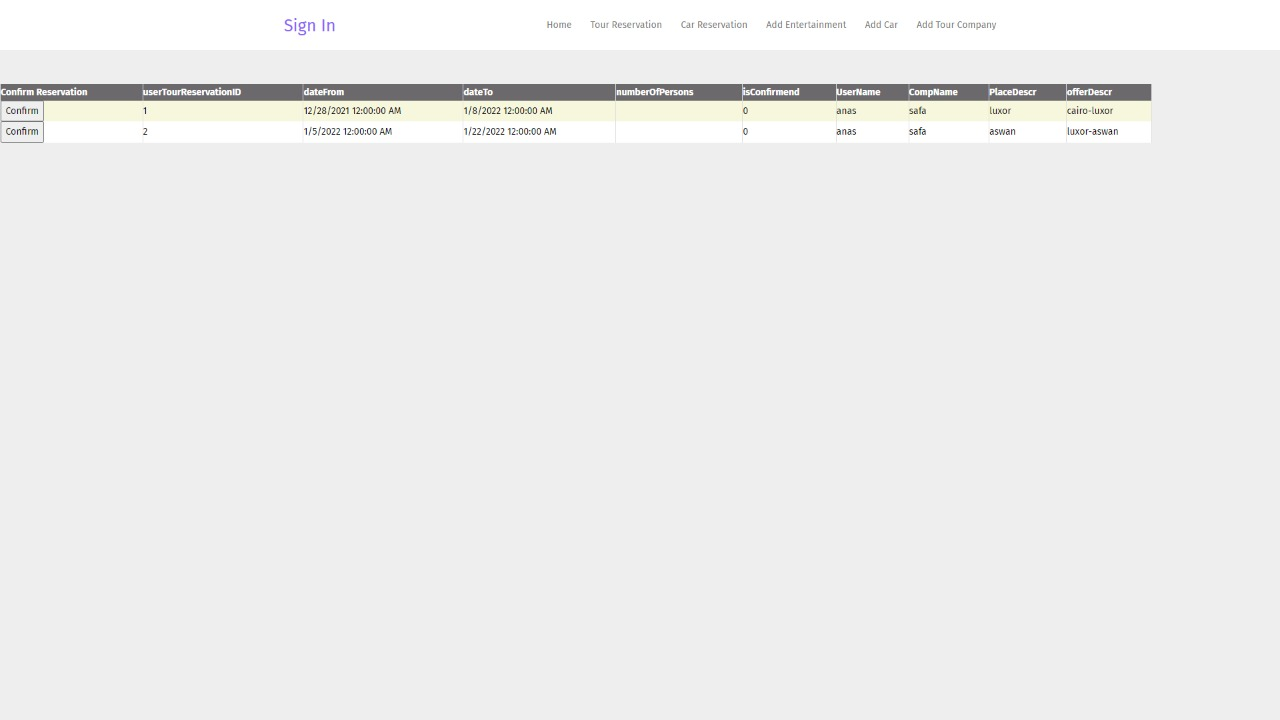 Sign In Home Tour Reservation Car Reservation Add Entertainment Add Car Add Tour Company
Confirm Reservation userTourReservationID dateFrom dateTo numberOfPersons isConfirmend UserName CompName PlaceDescr offerDescr
Confirm 1 12/28/2021 12:00:00 AM 1/8/2022 12:00:00 AM 0 anas safa luxor cairo-luxor
Confirm 2 1/5/2022 12:00:00 AM 1/22/2022 12:00:00 AM 0 anas safa aswan luxor-aswan